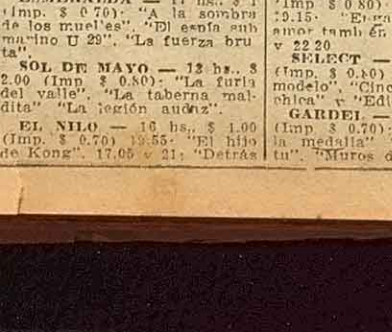 (Imp. $ 0 70) "A la sombra
de los muelles". "El espía sub
marino U 29". "La fuerza bru
ta".
SOL DE MAYO — 13 hs., $
2.00 (Imp $ 0.80) "La furia
del valle". "La taberna mal-
dita" "La legión audaz".
EL NILO — 16 hs., $ 1.00
(Imp. $ 0.70) 19.55: "El hijo
de Kong". 17.05 y 21: "Detrás
(Imp $ 0 80)
19.15
amor tamb én
y 22 20
SELECT —
(Imp. $ 0.80)
modelo". "Cinc
chica" y "Ed
GARDEL —
(Imp. $ 0.70)
la medalla"
tu". "Muros d